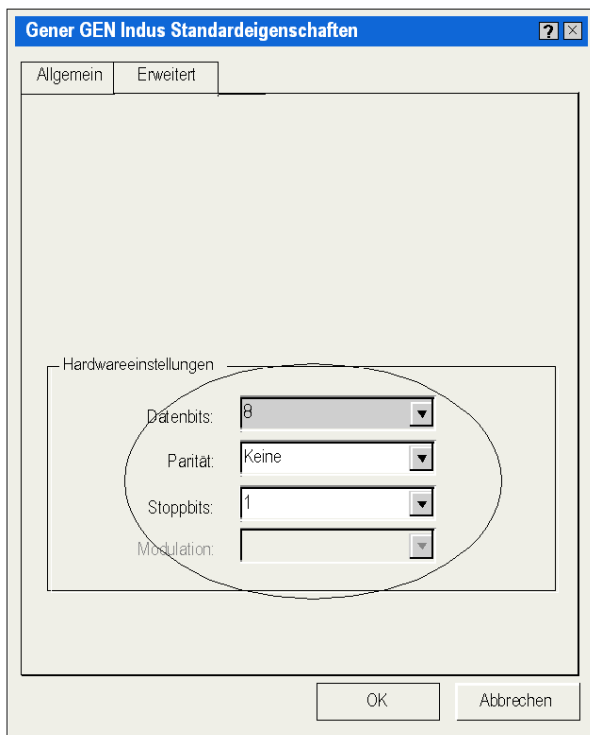 Gener GEN Indus Standardeigenschaften
Allgemein Erweitert
Hardwareeinstellungen
Datenbits: 8
Parität: Keine
Stoppbits: 1
Modulation:
OK Abbrechen